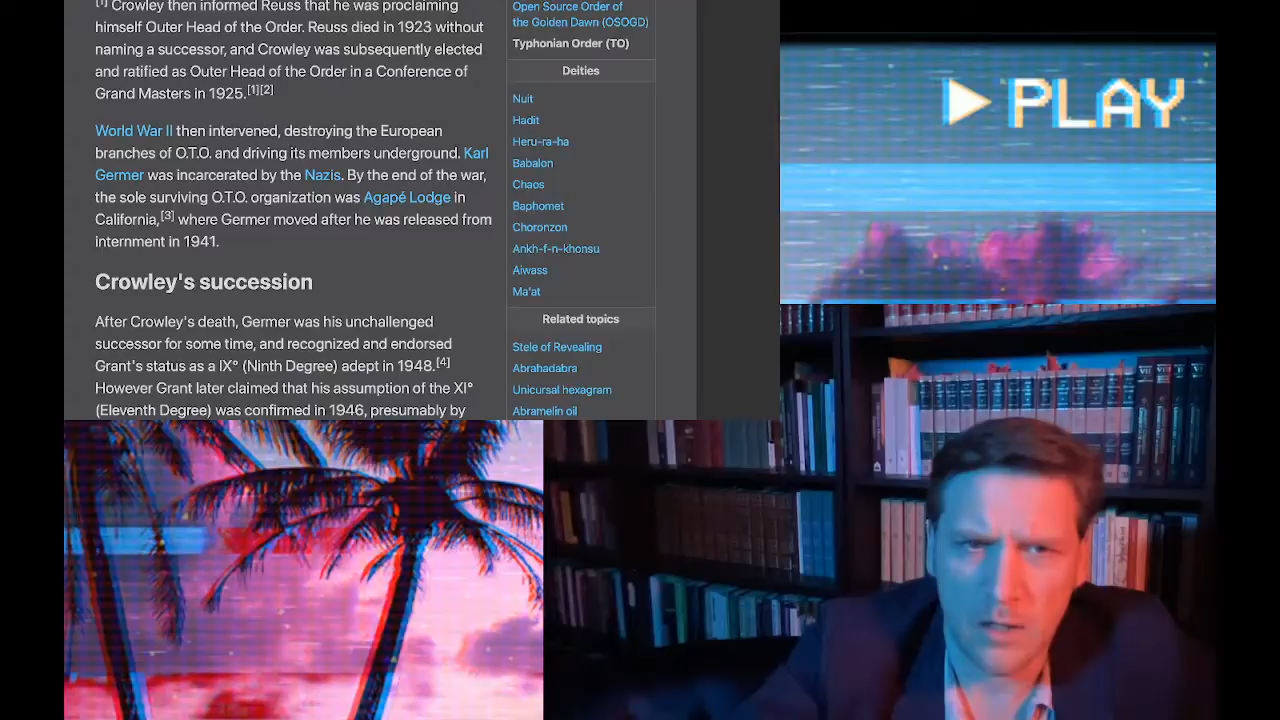 [1] Crowley then informed Reuss that he was proclaiming
himself Outer Head of the Order. Reuss died in 1923 without
naming a successor, and Crowley was subsequently elected
and ratified as Outer Head of the Order in a Conference of
Grand Masters in 1925.[1][2]
World War II then intervened, destroying the European
branches of O.T.O. and driving its members underground. Karl
Germer was incarcerated by the Nazis. By the end of the war,
the sole surviving O.T.O. organization was Agapé Lodge in
California,[3] where Germer moved after he was released from
internment in 1941.
Crowley's succession
After Crowley's death, Germer was his unchallenged
successor for some time, and recognized and endorsed
Grant's status as a IX° (Ninth Degree) adept in 1948.[4]
However Grant later claimed that his assumption of the XI°
(Eleventh Degree) was confirmed in 1946, presumably by
Open Source Order of
the Golden Dawn (OSOGD)
Typhonian Order (TO)
Deities
Nuit
Hadit
Heru-ra-ha
Babalon
Chaos
Baphomet
Choronzon
Ankh-f-n-khonsu
Aiwass
Ma'at
Related topics
Stele of Revealing
Abrahadabra
Unicursal hexagram
Abramelin oil
PLAY